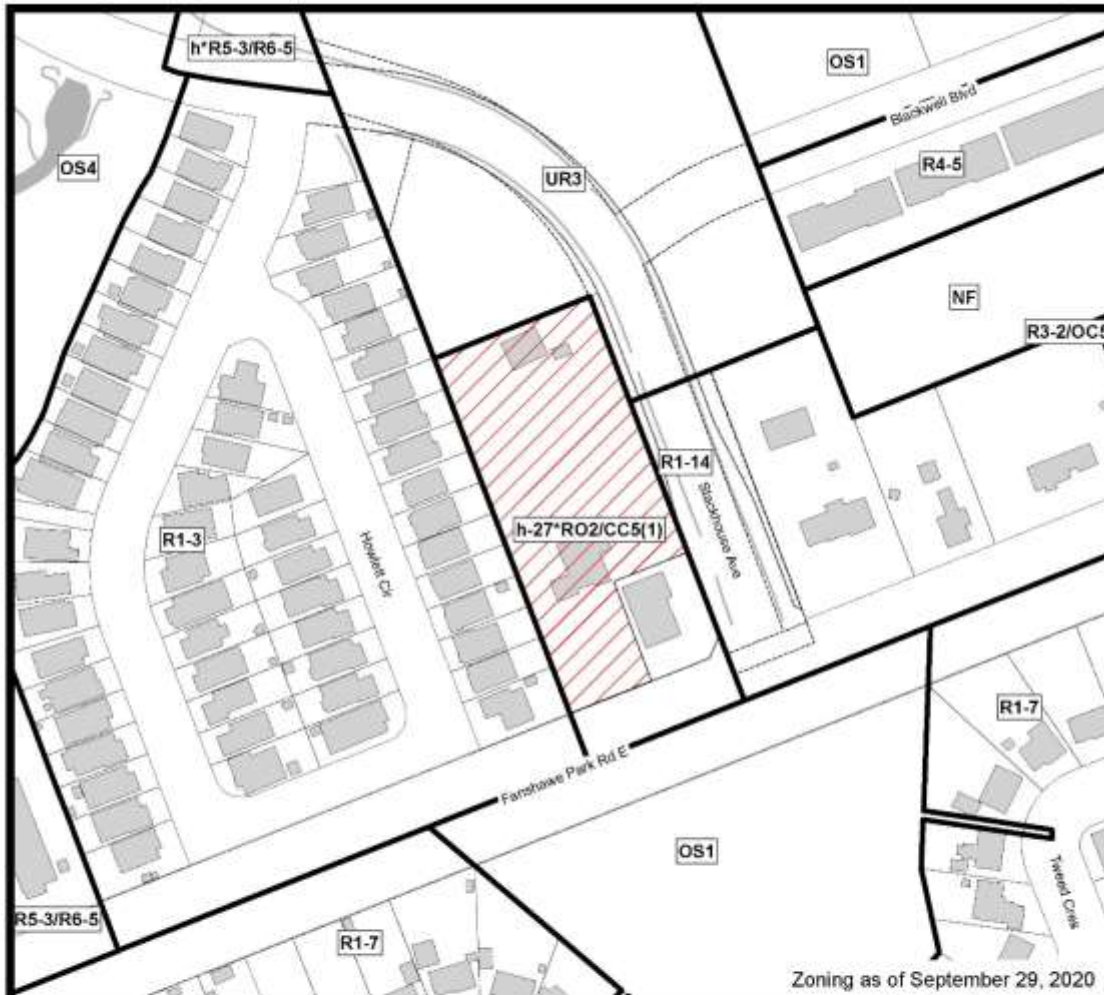 h*R5-3/R6-5
OS1
Blackwell Blvd
OS4
R4-5
UR3
NF
R3-2/OC5
R1-14
Stackhouse Ave
h-27*RO2/CC5(1)
R1-3
Howlett Cir
R1-7
Fanshawe Park Rd E
OS1
Tweed Cres
R5-3/R6-5
R1-7
Zoning as of September 29, 2020